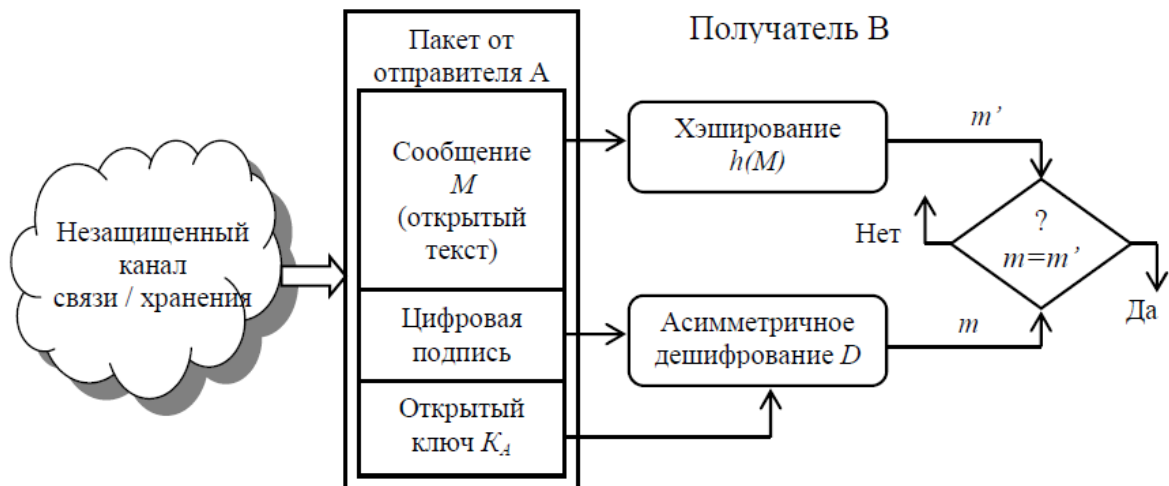 Получатель В
Пакет от
отправителя А
Сообщение
M
(открытый
текст)
Цифровая
подпись
Открытый
ключ K_A
Незащищенный
канал
связи / хранения
Хэширование
h(M)
m’
Асимметричное
дешифрование D
m
?
m=m’
Нет
Да